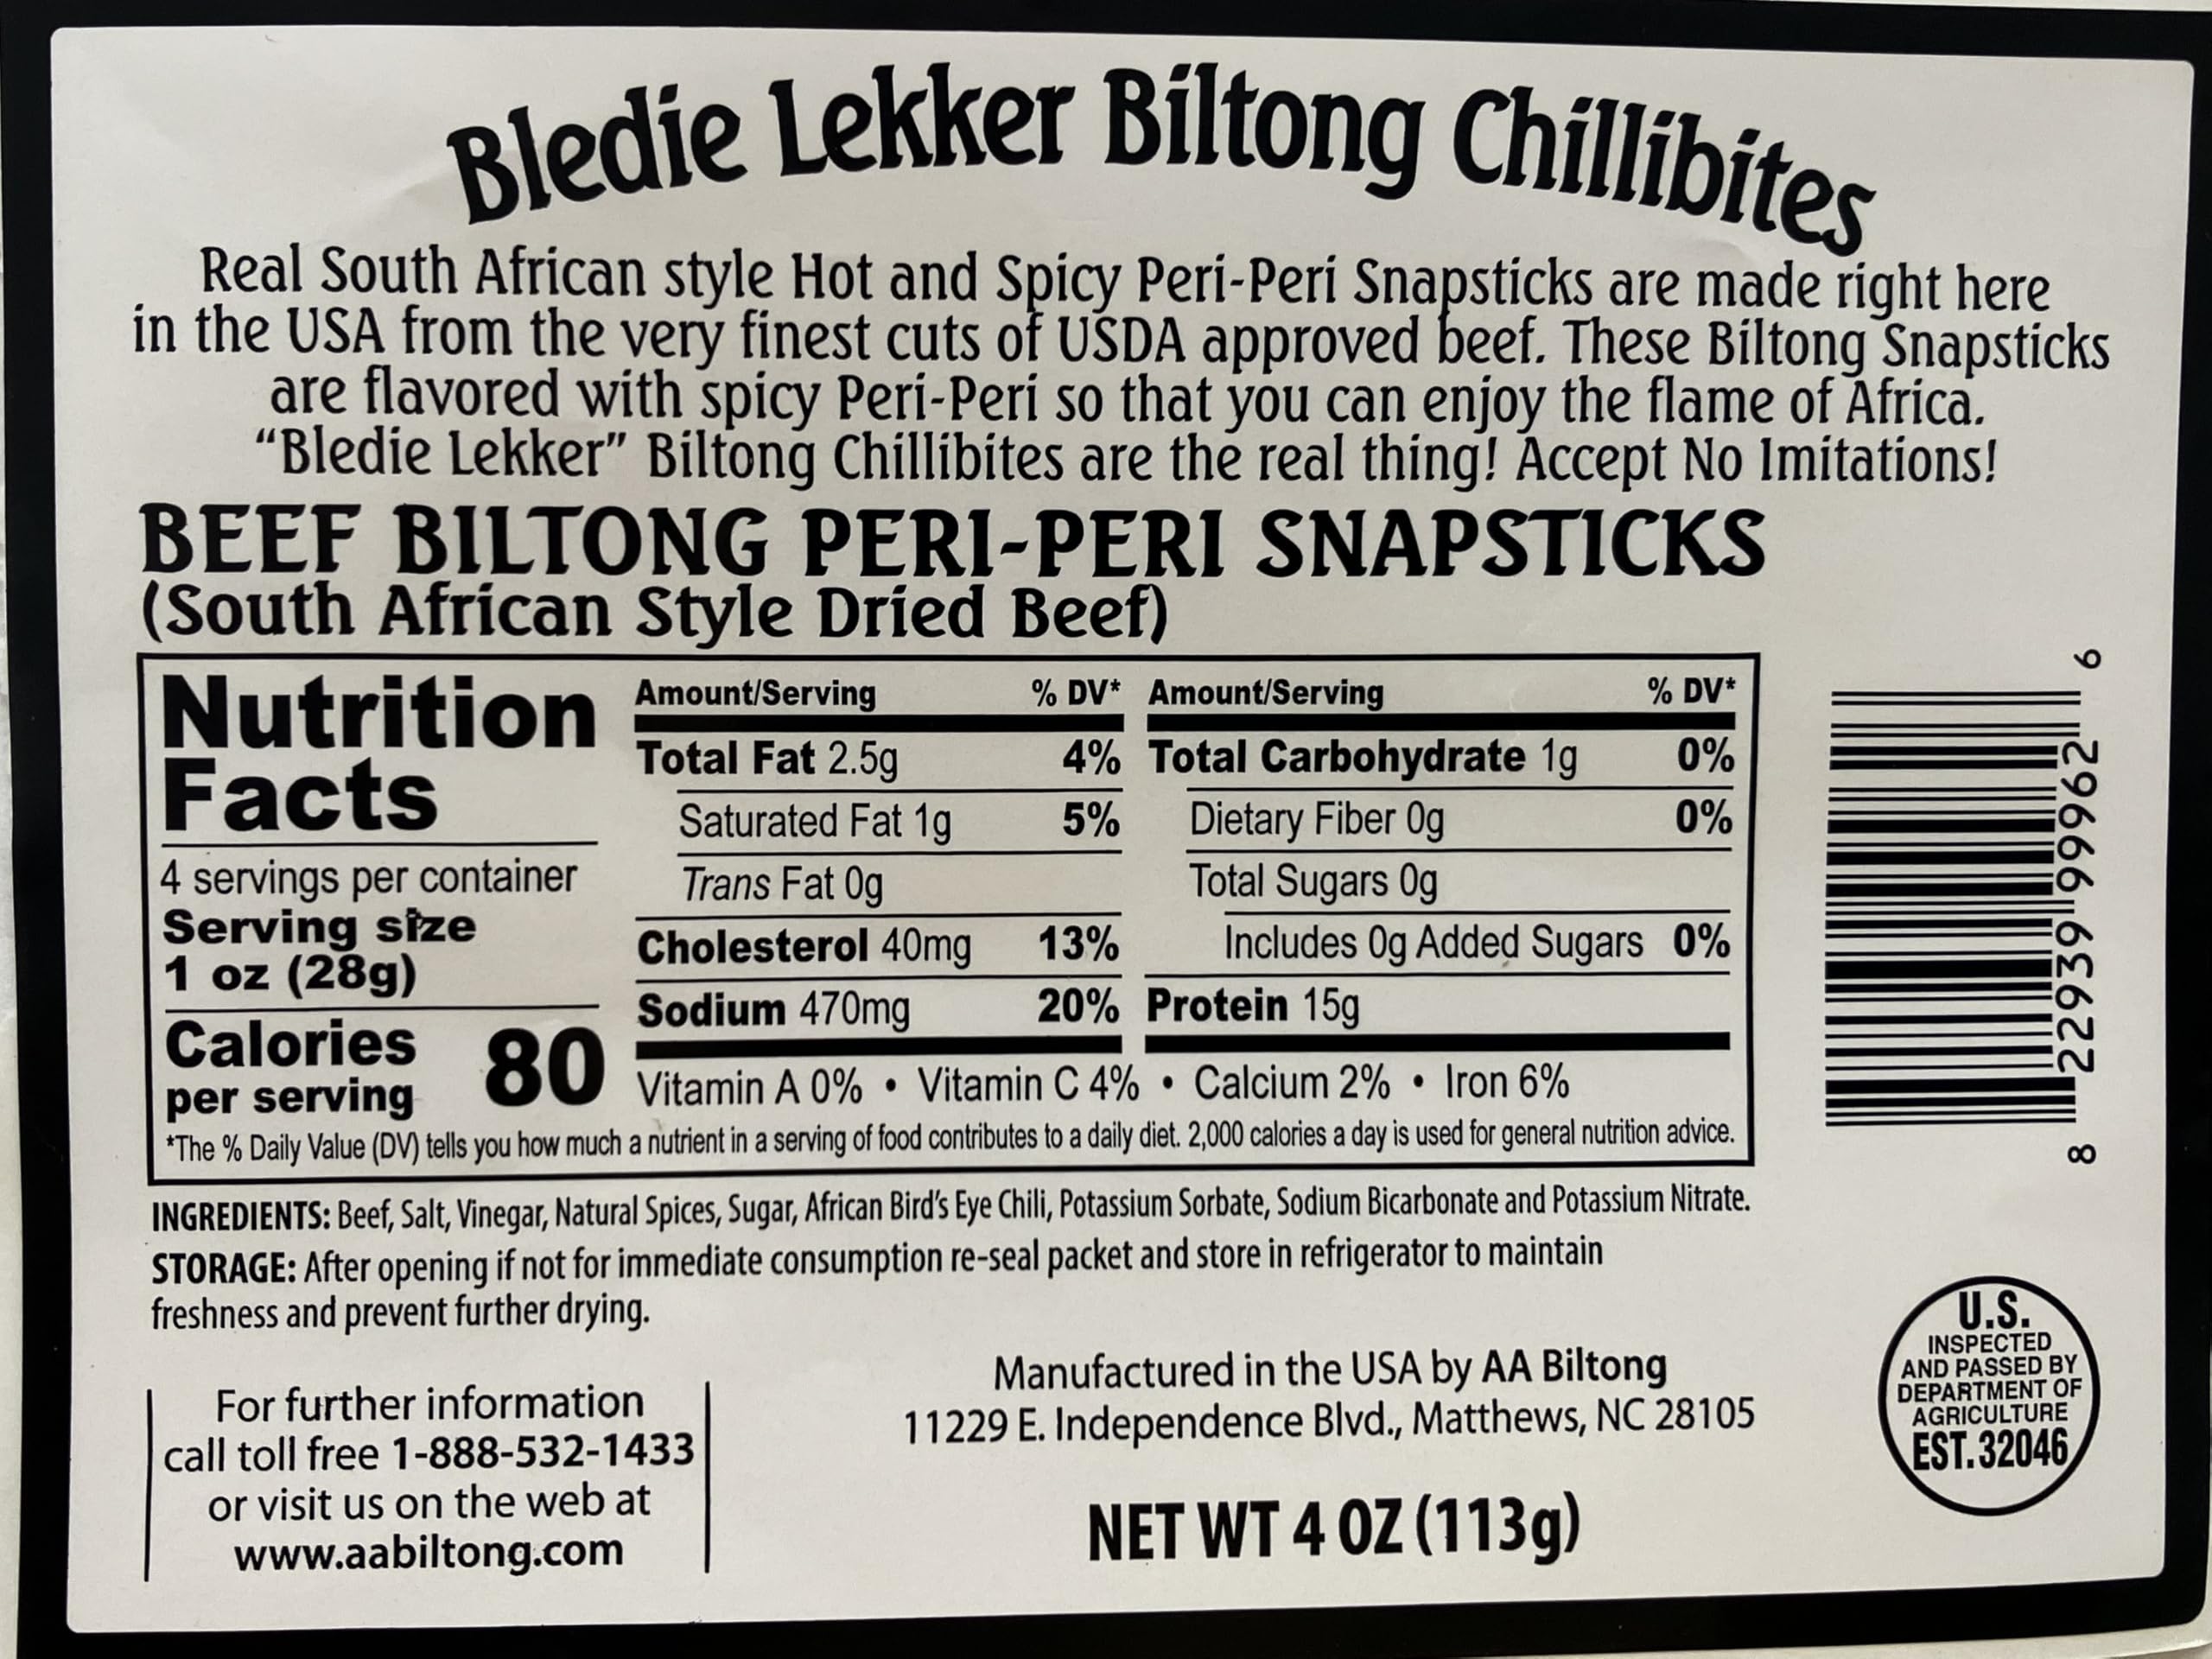 Bledie Lekker Biltong Chillibites
Real South African style Hot and Spicy Peri-Peri Snapsticks are made right here
in the USA from the very finest cuts of USDA approved beef. These Biltong Snapsticks
are flavored with spicy Peri-Peri so that you can enjoy the flame of Africa.
“Bledie Lekker” Biltong Chillibites are the real thing! Accept No Imitations!
BEEF BILTONG PERI-PERI SNAPSTICKS
(South African Style Dried Beef)
Nutrition
Facts
4 servings per container
Serving size
1 oz (28g)
Calories
per serving
80
Amount/Serving % DV*
Total Fat 2.5g 4%
Saturated Fat 1g 5%
Trans Fat 0g
Cholesterol 40mg 13%
Sodium 470mg 20%
Amount/Serving % DV*
Total Carbohydrate 1g 0%
Dietary Fiber 0g 0%
Total Sugars 0g
Includes 0g Added Sugars 0%
Protein 15g
Vitamin A 0% • Vitamin C 4% • Calcium 2% • Iron 6%
*The % Daily Value (DV) tells you how much a nutrient in a serving of food contributes to a daily diet. 2,000 calories a day is used for general nutrition advice.
8 22939 99962 6
INGREDIENTS: Beef, Salt, Vinegar, Natural Spices, Sugar, African Bird’s Eye Chili, Potassium Sorbate, Sodium Bicarbonate and Potassium Nitrate.
STORAGE: After opening if not for immediate consumption re-seal packet and store in refrigerator to maintain
freshness and prevent further drying.
For further information
call toll free 1-888-532-1433
or visit us on the web at
www.aabiltong.com
Manufactured in the USA by AA Biltong
11229 E. Independence Blvd., Matthews, NC 28105
NET WT 4 OZ (113g)
U.S.
INSPECTED
AND PASSED BY
DEPARTMENT OF
AGRICULTURE
EST. 32046